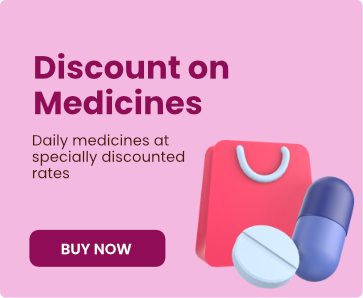 Discount on
Medicines
Daily medicines at
specially discounted
rates
BUY NOW